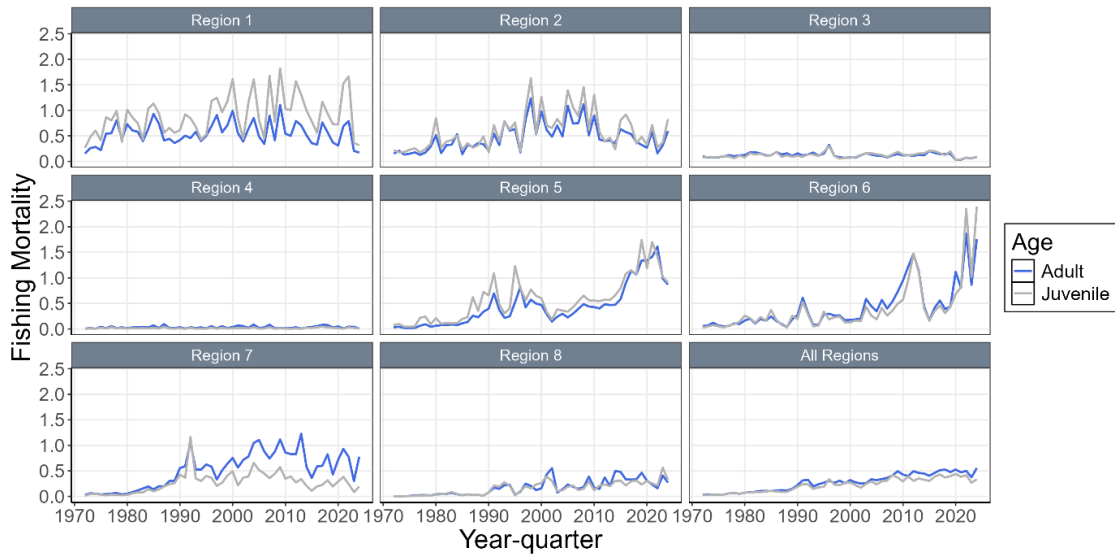 Region 1 Region 2 Region 3
2.5
2.0
1.5
1.0
0.5
0.0
Region 4 Region 5 Region 6
2.5
2.0
1.5
1.0
0.5
0.0
Region 7 Region 8 All Regions
2.5
2.0
1.5
1.0
0.5
0.0
1970 1980 1990 2000 2010 2020 1970 1980 1990 2000 2010 2020 1970 1980 1990 2000 2010 2020
Fishing Mortality
Year-quarter
Age
Adult
Juvenile